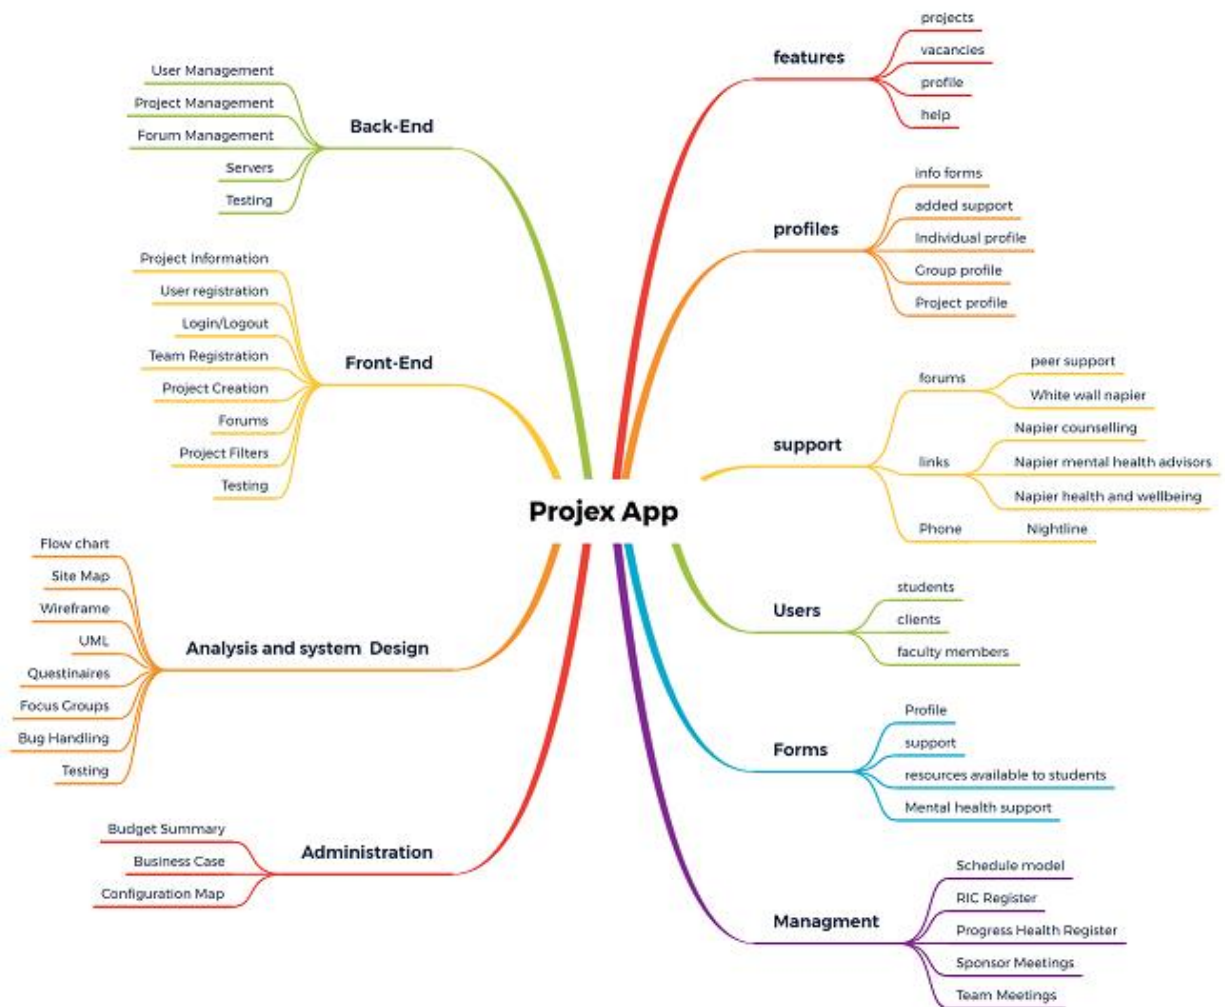 Projex App
Back-End
User Management
Project Management
Forum Management
Servers
Testing
Front-End
Project Information
User registration
Login/Logout
Team Registration
Project Creation
Forums
Project Filters
Testing
Analysis and system Design
Flow chart
Site Map
Wireframe
UML
Questinaires
Focus Groups
Bug Handling
Testing
Administration
Budget Summary
Business Case
Configuration Map
features
projects
vacancies
profile
help
profiles
info forms
added support
Individual profile
Group profile
Project profile
support
forums
peer support
White wall napier
links
Napier counselling
Napier mental health advisors
Napier health and wellbeing
Phone
Nightline
Users
students
clients
faculty members
Forms
Profile
support
resources available to students
Mental health support
Managment
Schedule model
RIC Register
Progress Health Register
Sponsor Meetings
Team Meetings